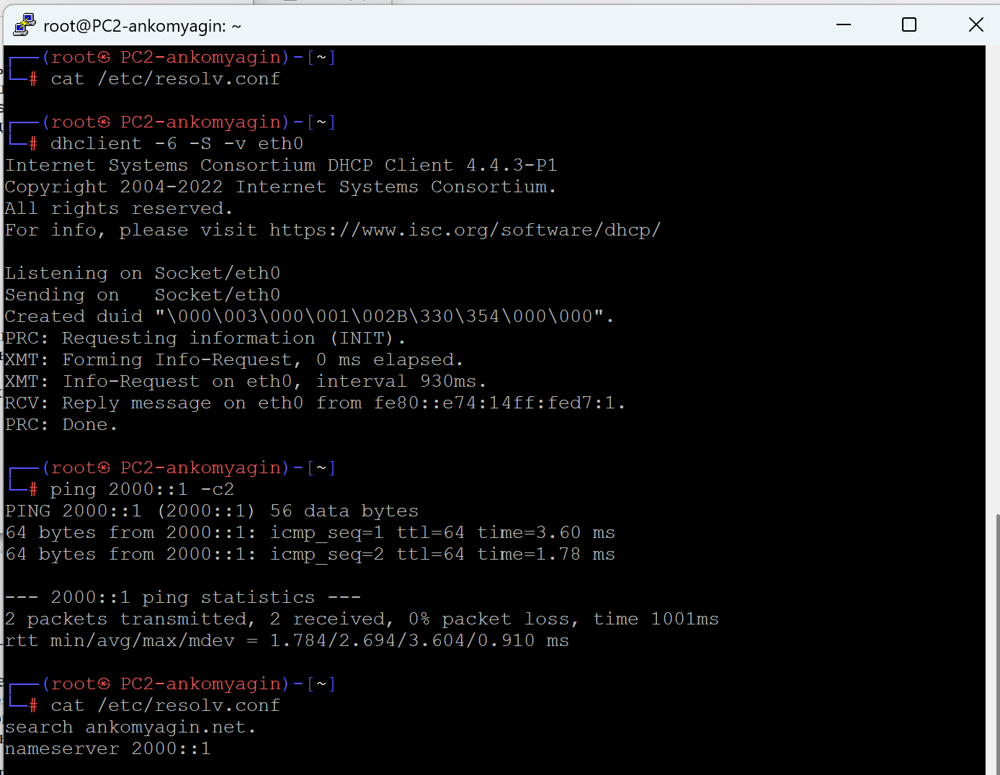 root@PC2-ankomyagin: ~
┌──(root㉿ PC2-ankomyagin)-[~]
└─# cat /etc/resolv.conf
┌──(root㉿ PC2-ankomyagin)-[~]
└─# dhclient -6 -S -v eth0
Internet Systems Consortium DHCP Client 4.4.3-P1
Copyright 2004-2022 Internet Systems Consortium.
All rights reserved.
For info, please visit https://www.isc.org/software/dhcp/
Listening on Socket/eth0
Sending on   Socket/eth0
Created duid "\000\003\000\001\002B\330\354\000\000".
PRC: Requesting information (INIT).
XMT: Forming Info-Request, 0 ms elapsed.
XMT: Info-Request on eth0, interval 930ms.
RCV: Reply message on eth0 from fe80::e74:14ff:fed7:1.
PRC: Done.
┌──(root㉿ PC2-ankomyagin)-[~]
└─# ping 2000::1 -c2
PING 2000::1 (2000::1) 56 data bytes
64 bytes from 2000::1: icmp_seq=1 ttl=64 time=3.60 ms
64 bytes from 2000::1: icmp_seq=2 ttl=64 time=1.78 ms
--- 2000::1 ping statistics ---
2 packets transmitted, 2 received, 0% packet loss, time 1001ms
rtt min/avg/max/mdev = 1.784/2.694/3.604/0.910 ms
┌──(root㉿ PC2-ankomyagin)-[~]
└─# cat /etc/resolv.conf
search ankomyagin.net.
nameserver 2000::1